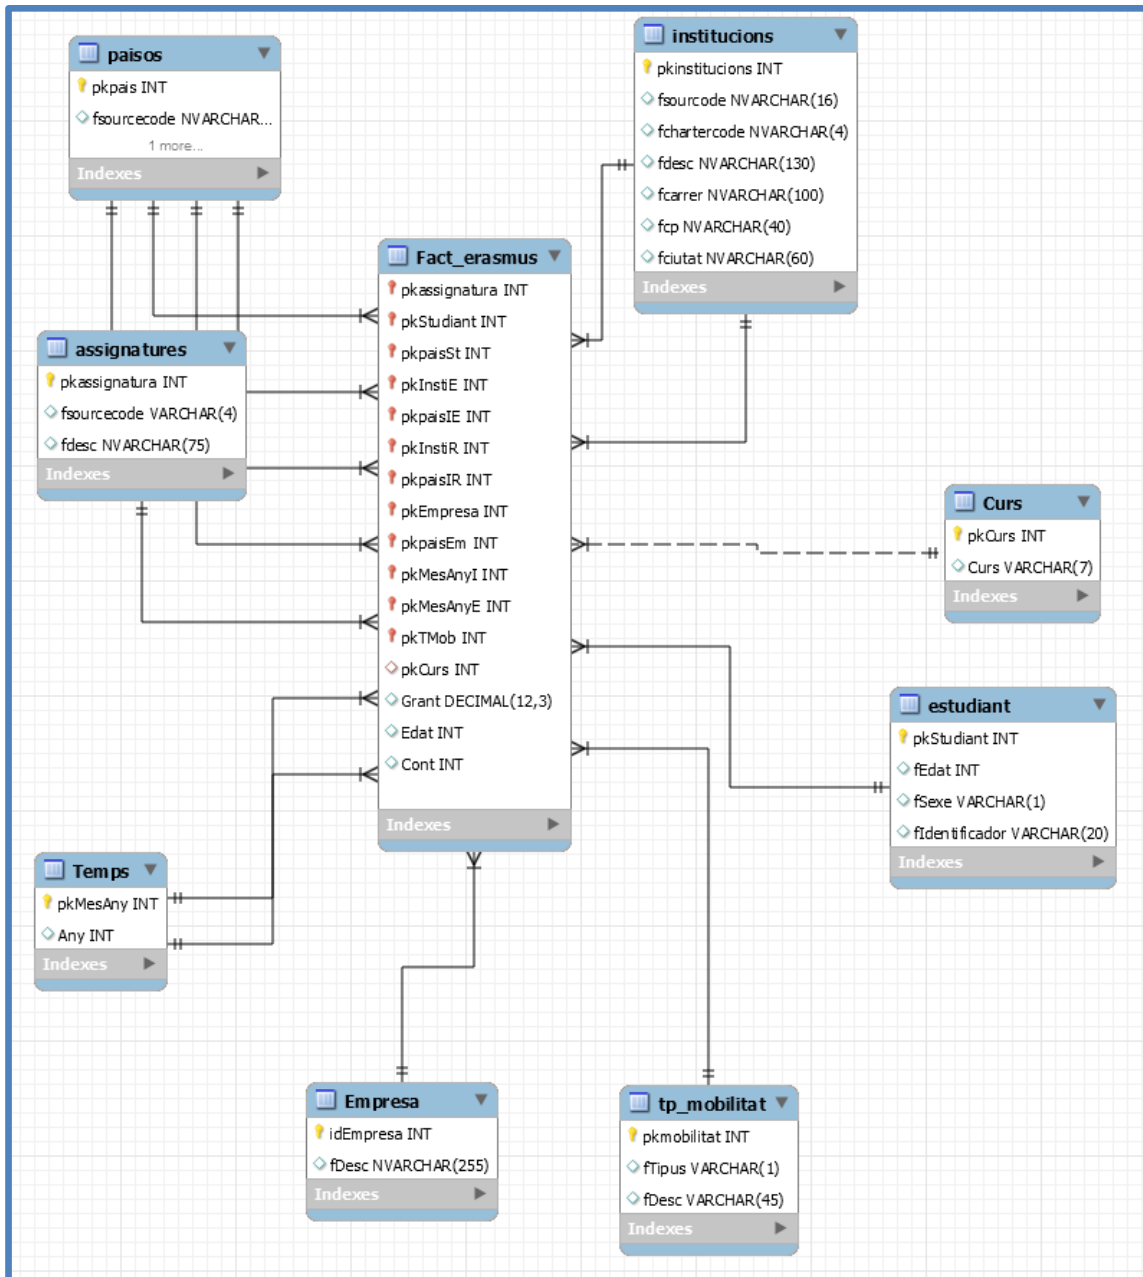 paisos
pkpais INT
fsourcecode NVARCHAR...
1 more...
Indexes
institucions
pkinstitucions INT
fsourcode NVARCHAR(16)
fchartercode NVARCHAR(4)
fdesc NVARCHAR(130)
fcarrer NVARCHAR(100)
fcp NVARCHAR(40)
fciutat NVARCHAR(60)
Indexes
Fact_erasmus
pkassignatura INT
pkStudiant INT
pkpaisSt INT
pkInstiE INT
pkpaisIE INT
pkInstiR INT
pkpaisIR INT
pkEmpresa INT
pkpaisEm INT
pkMesAnyI INT
pkMesAnyE INT
pkTMob INT
pkCurs INT
Grant DECIMAL(12,3)
Edat INT
Cont INT
Indexes
assignatures
pkassignatura INT
fsourcecode VARCHAR(4)
fdesc NVARCHAR(75)
Indexes
Curs
pkCurs INT
Curs VARCHAR(7)
Indexes
estudiant
pkStudiant INT
fEdat INT
fSexe VARCHAR(1)
fIdentificador VARCHAR(20)
Indexes
Temps
pkMesAny INT
Any INT
Indexes
Empresa
idEmpresa INT
fDesc NVARCHAR(255)
Indexes
tp_mobilitat
pkmobilitat INT
fTipus VARCHAR(1)
fDesc VARCHAR(45)
Indexes